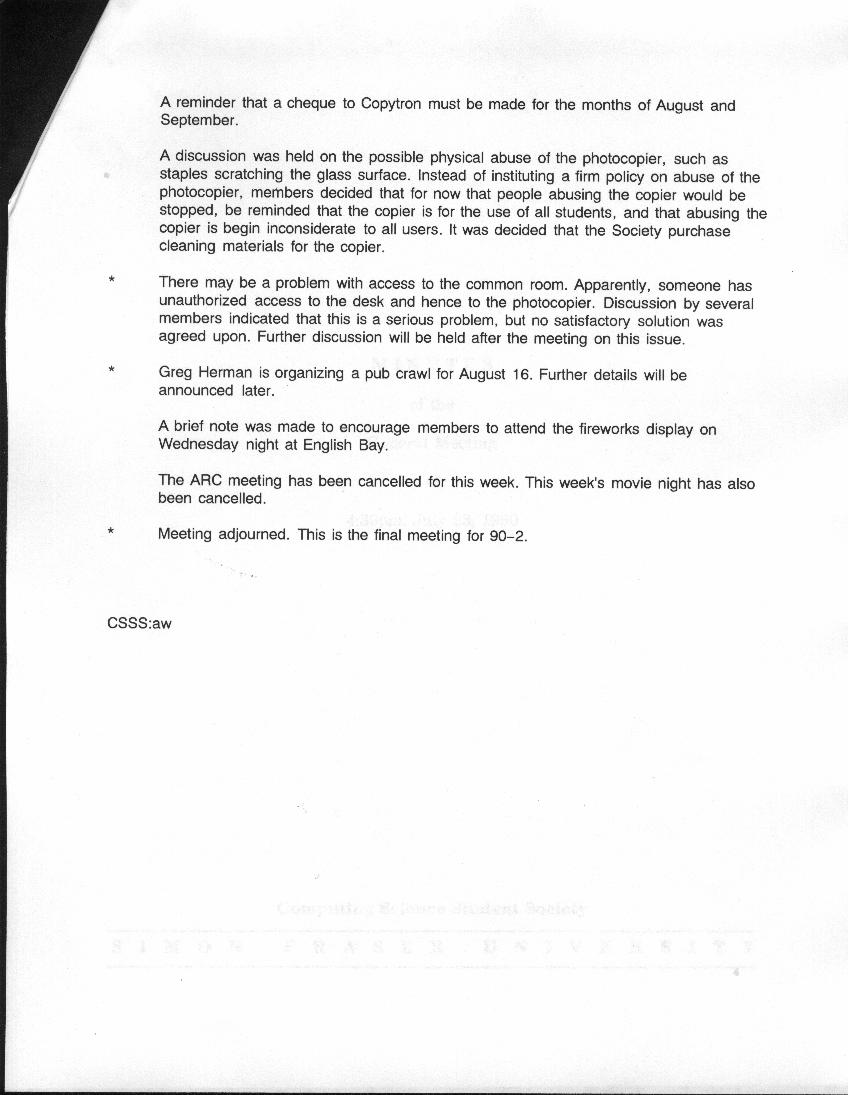 A reminder that a cheque to Copytron must be made for the months of August and
September.
A discussion was held on the possible physical abuse of the photocopier, such as
staples scratching the glass surface. Instead of instituting a firm policy on abuse of the
photocopier, members decided that for now that people abusing the copier would be
stopped, be reminded that the copier is for the use of all students, and that abusing the
copier is begin inconsiderate to all users. It was decided that the Society purchase
cleaning materials for the copier.
* There may be a problem with access to the common room. Apparently, someone has
unauthorized access to the desk and hence to the photocopier. Discussion by several
members indicated that this is a serious problem, but no satisfactory solution was
agreed upon. Further discussion will be held after the meeting on this issue.
* Greg Herman is organizing a pub crawl for August 16. Further details will be
announced later.
A brief note was made to encourage members to attend the fireworks display on
Wednesday night at English Bay.
The ARC meeting has been cancelled for this week. This week's movie night has also
been cancelled.
* Meeting adjourned. This is the final meeting for 90–2.
CSSS:aw
Computing Science Student Society
S I M O N F R A S E R U N I V E R S I T Y